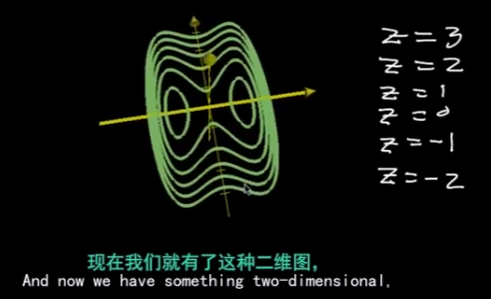 z = 3
z = 2
z = 1
z = 0
z = -1
z = -2
现在我们就有了这种二维图，
And now we have something two-dimensional,